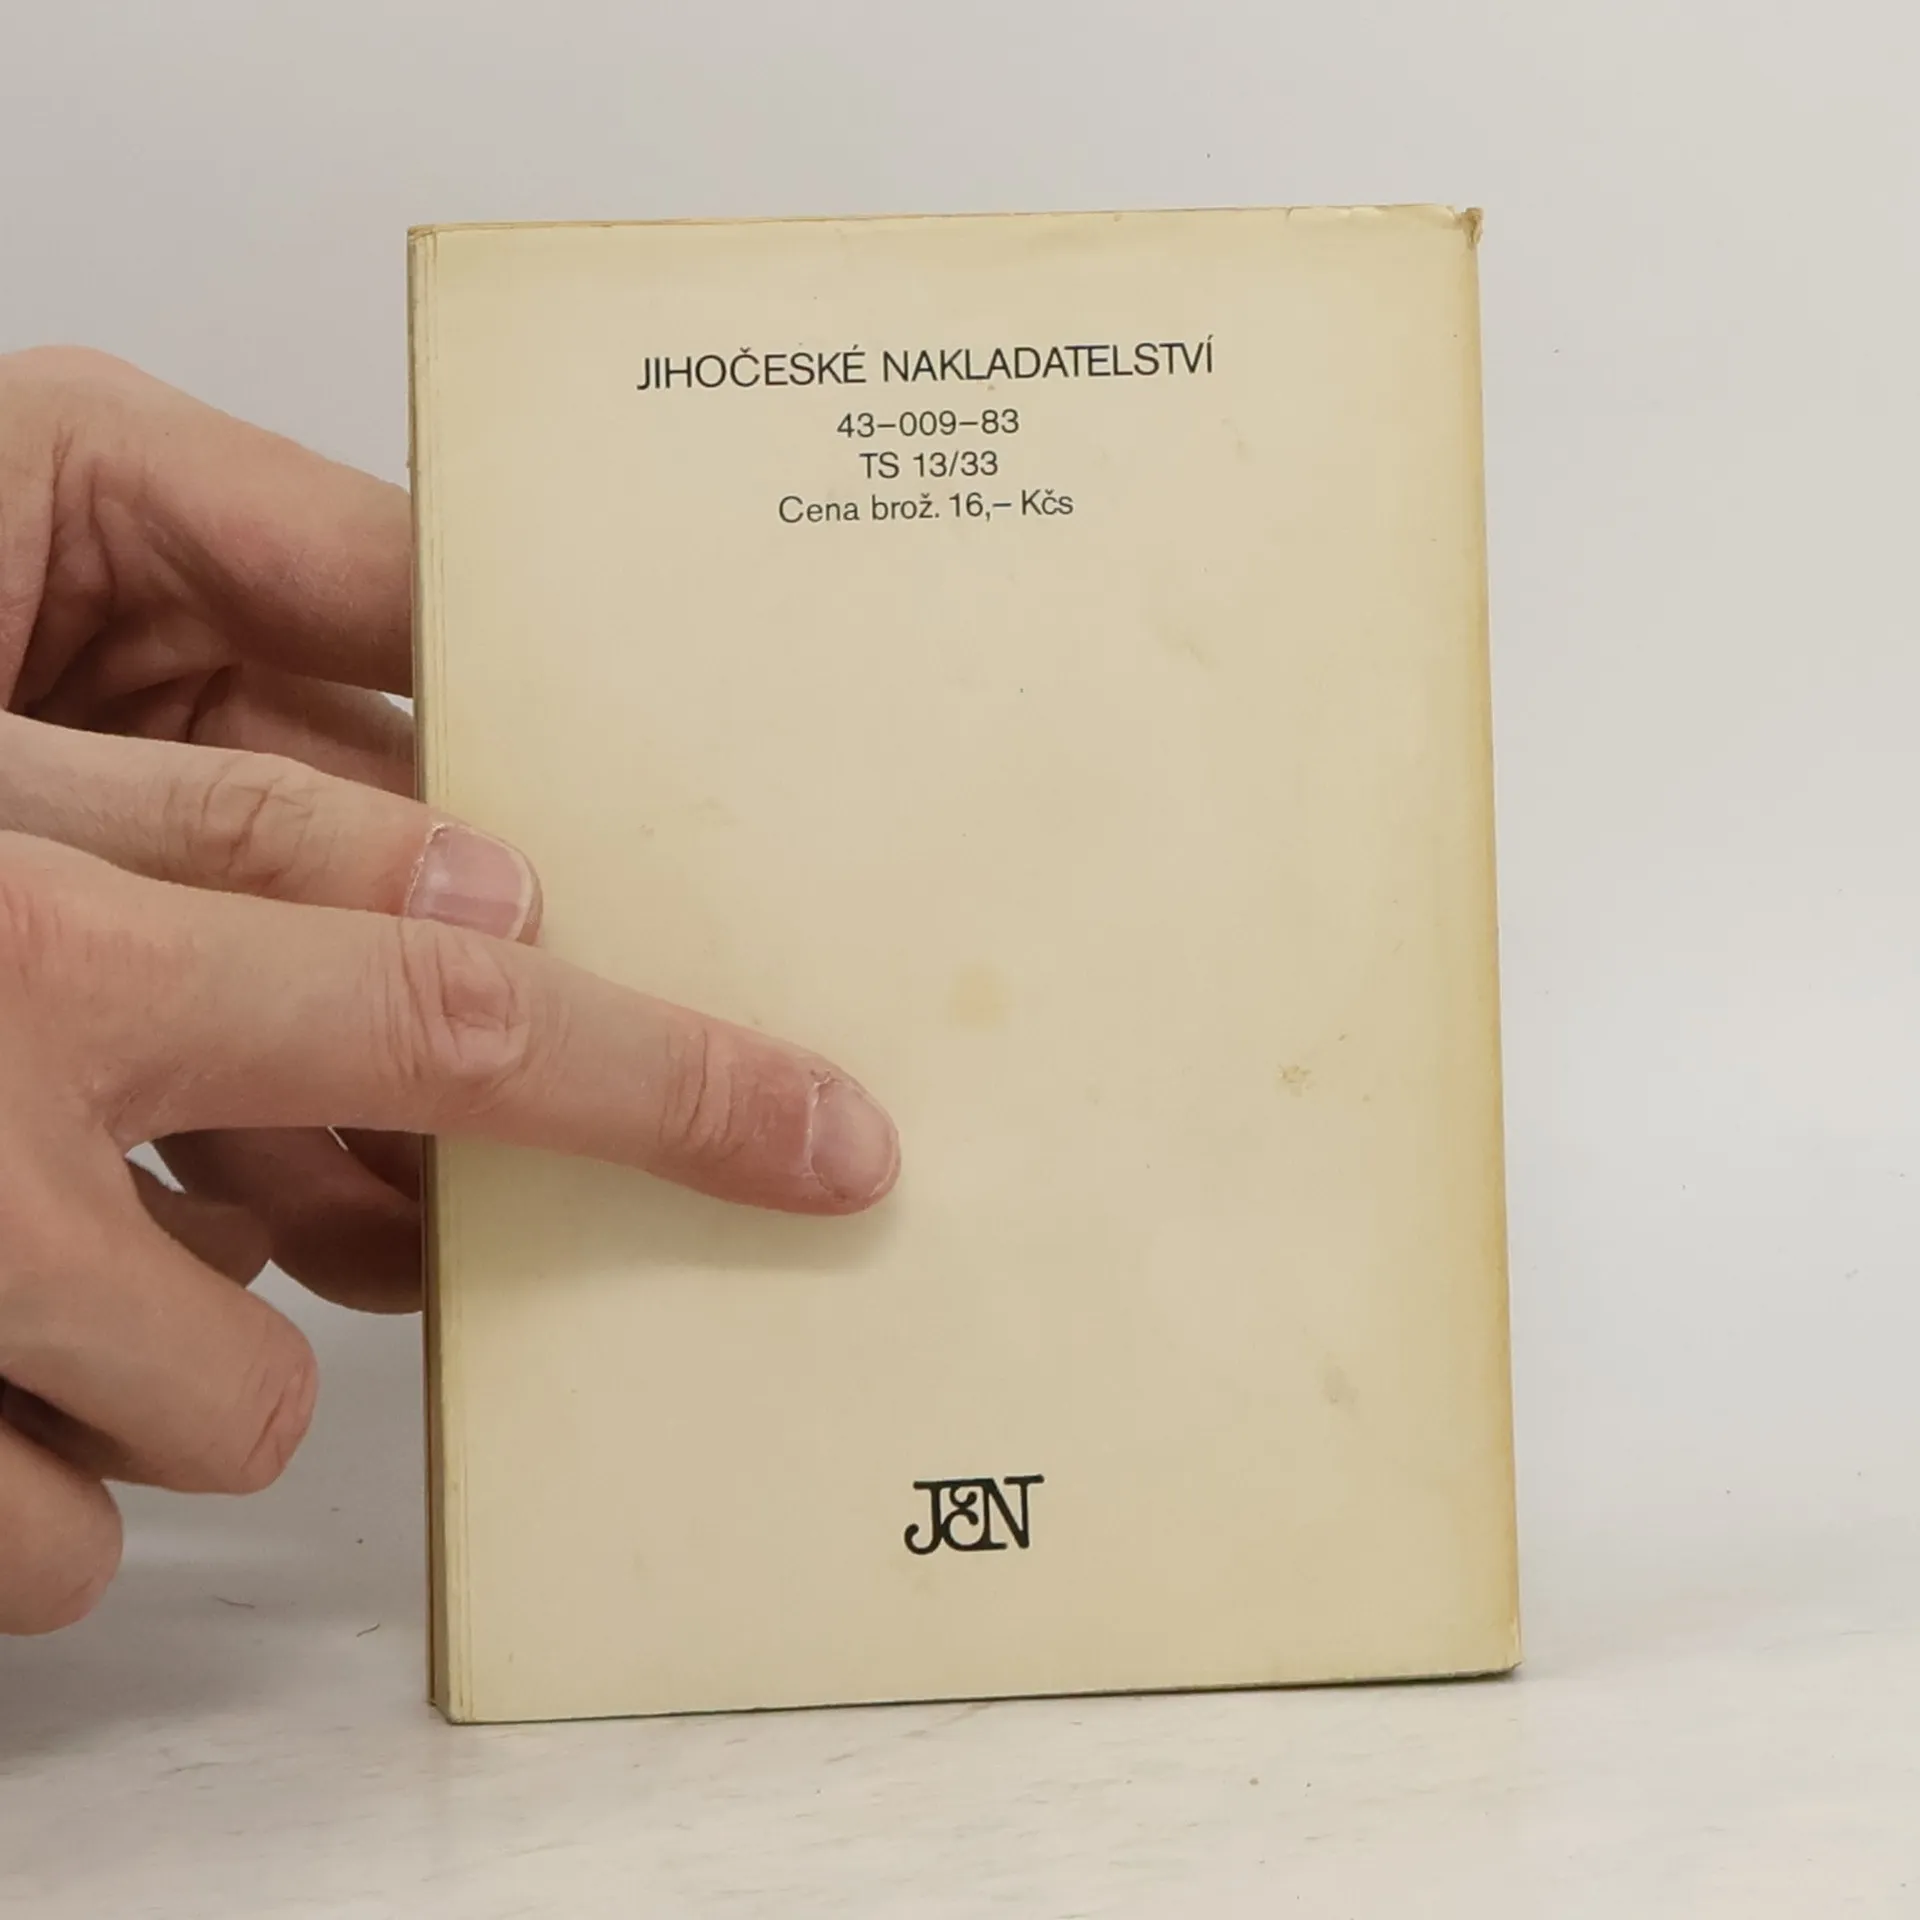 JIHOČESKÉ NAKLADATELSTVÍ
43–009–83
TS 13/33
Cena brož. 16,– Kčs
JčN